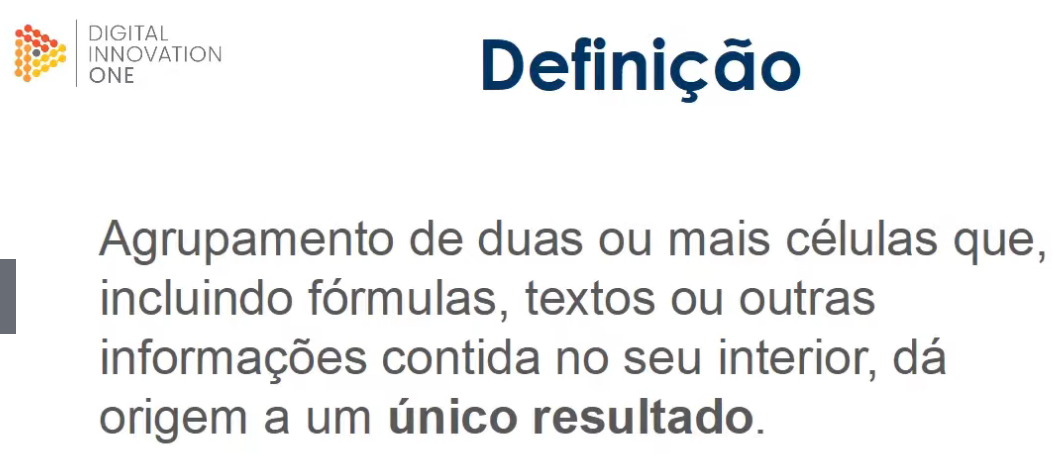 DIGITAL
INNOVATION
ONE
Definição
Agrupamento de duas ou mais células que,
incluindo fórmulas, textos ou outras
informações contida no seu interior, dá
origem a um único resultado.